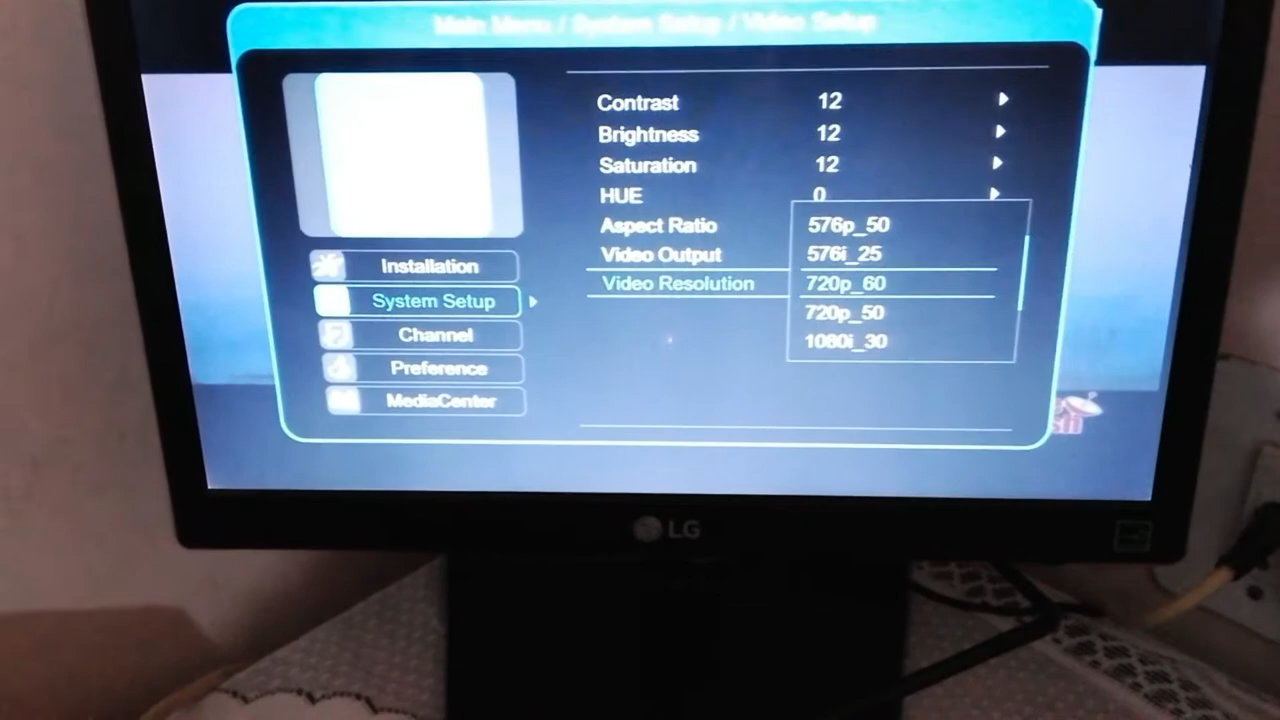 Main Menu / System Setup / Video Setup
Contrast 12
Brightness 12
Saturation 12
HUE 0
Aspect Ratio
Video Output
Video Resolution
576p_50
576i_25
720p_60
720p_50
1080i_30
Installation
System Setup
Channel
Preference
MediaCenter
LG